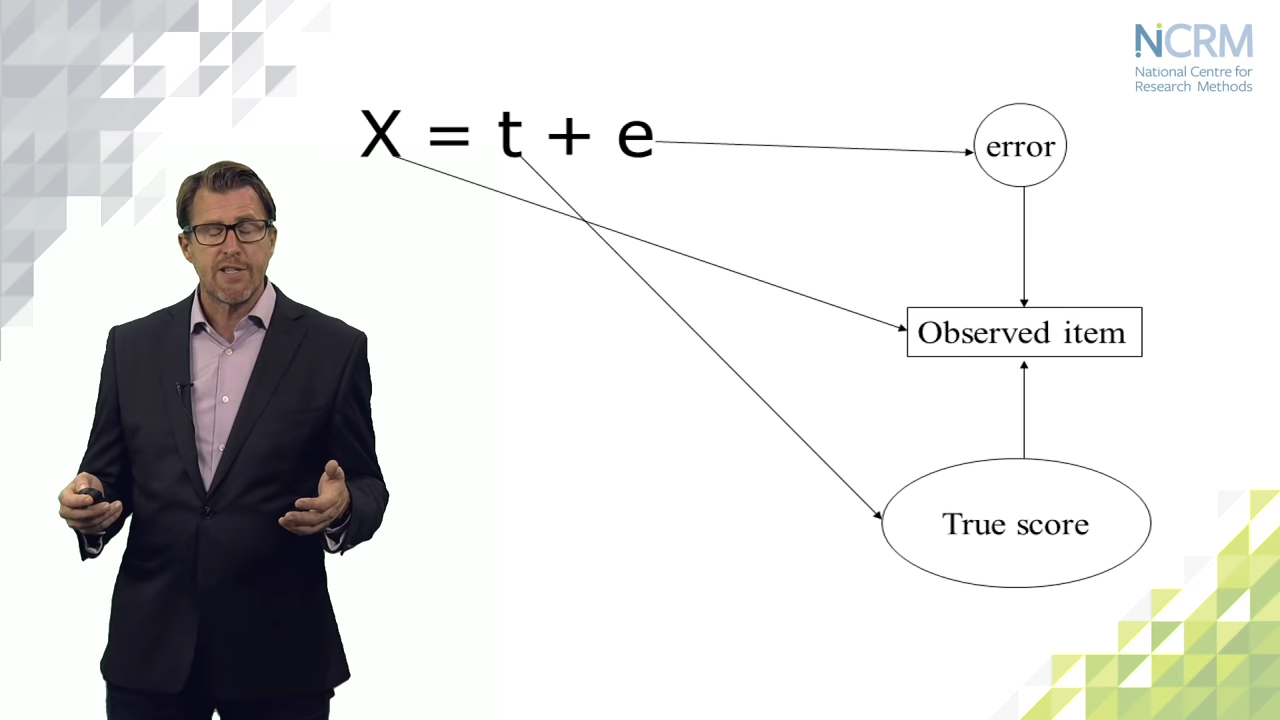 NCRM
National Centre for
Research Methods
X = t + e
error
Observed item
True score